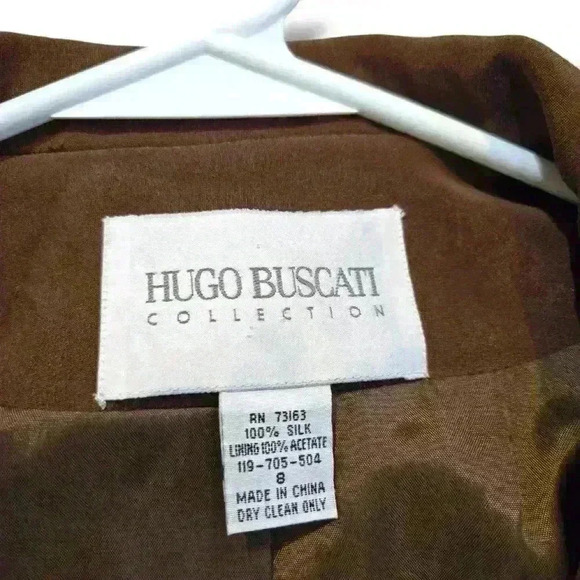 HUGO BUSCATI
COLLECTION
RN 73163
100% SILK
LINING 100% ACETATE
119-705-504
8
MADE IN CHINA
DRY CLEAN ONLY